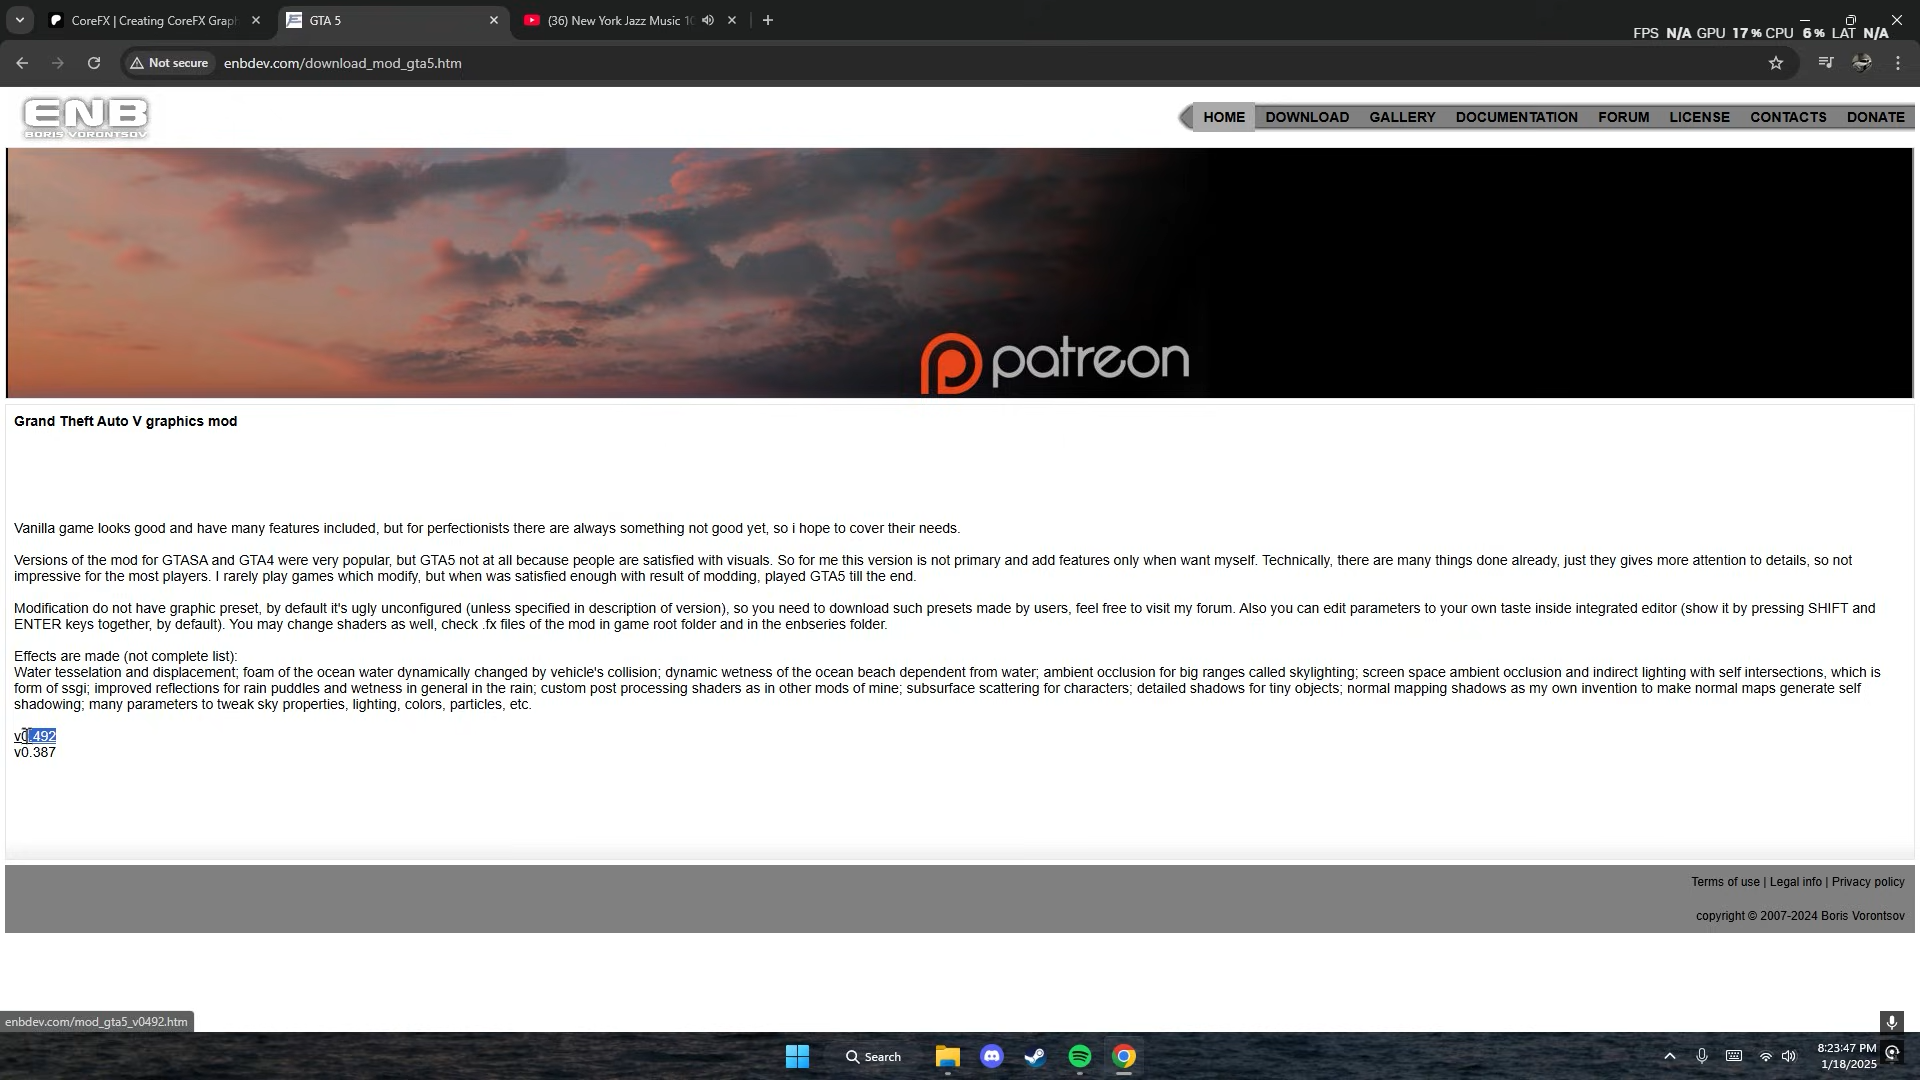 CoreFX | Creating CoreFX Grap
GTA 5
(36) New York Jazz Music 10
FPS N/A GPU 17% CPU 6% LAT N/A
Not secure
enbdev.com/download_mod_gta5.htm
ENB
BORIS VORONTSOV
HOME DOWNLOAD GALLERY DOCUMENTATION FORUM LICENSE CONTACTS DONATE
patreon
Grand Theft Auto V graphics mod
Vanilla game looks good and have many features included, but for perfectionists there are always something not good yet, so i hope to cover their needs.
Versions of the mod for GTASA and GTA4 were very popular, but GTA5 not at all because people are satisfied with visuals. So for me this version is not primary and add features only when want myself. Technically, there are many things done already, just they gives more attention to details, so not
impressive for the most players. I rarely play games which modify, but when was satisfied enough with result of modding, played GTA5 till the end.
Modification do not have graphic preset, by default it's ugly unconfigured (unless specified in description of version), so you need to download such presets made by users, feel free to visit my forum. Also you can edit parameters to your own taste inside integrated editor (show it by pressing SHIFT and
ENTER keys together, by default). You may change shaders as well, check .fx files of the mod in game root folder and in the enbseries folder.
Effects are made (not complete list):
Water tesselation and displacement; foam of the ocean water dynamically changed by vehicle's collision; dynamic wetness of the ocean beach dependent from water; ambient occlusion for big ranges called skylighting; screen space ambient occlusion and indirect lighting with self intersections, which is
form of ssgi; improved reflections for rain puddles and wetness in general in the rain; custom post processing shaders as in other mods of mine; subsurface scattering for characters; detailed shadows for tiny objects; normal mapping shadows as my own invention to make normal maps generate self
shadowing; many parameters to tweak sky properties, lighting, colors, particles, etc.
v0.492
v0.387
Terms of use | Legal info | Privacy policy
copyright © 2007-2024 Boris Vorontsov
enbdev.com/mod_gta5_v0492.htm
Search
8:23:47 PM
1/18/2025